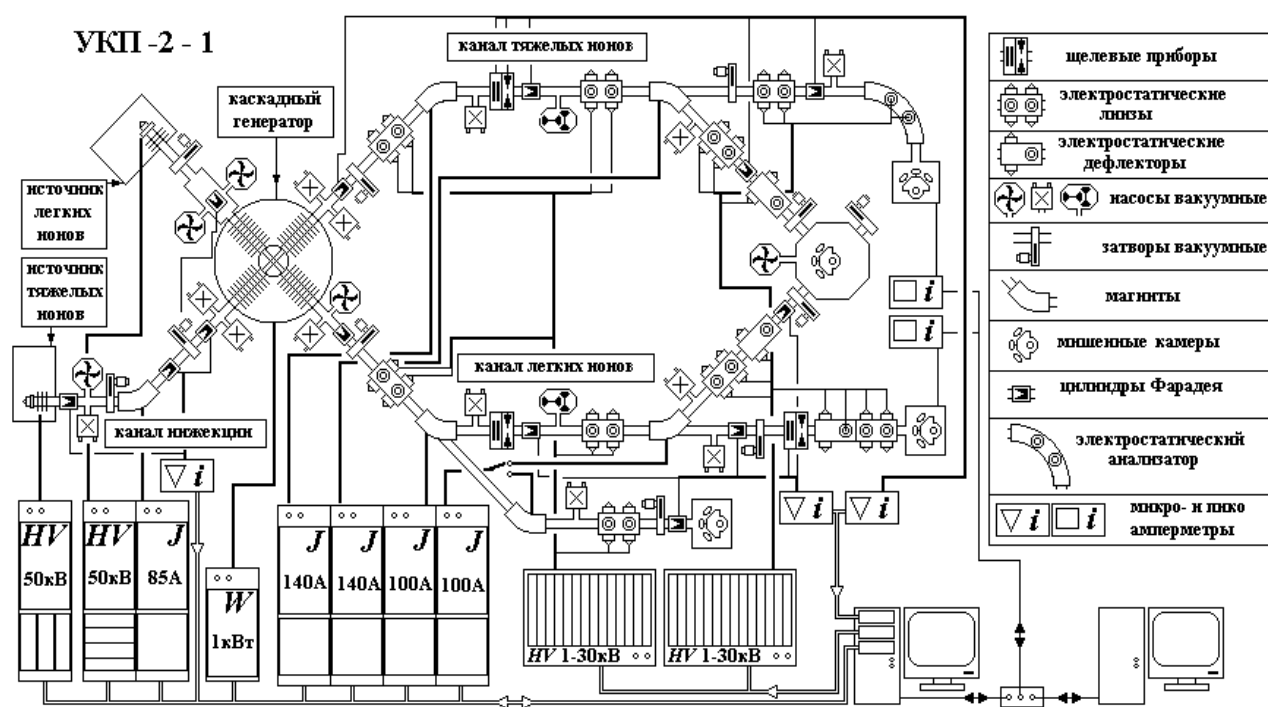 УКП -2 - 1
канал тяжелых ионов
каскадный
генератор
источник
легких
ионов
источник
тяжелых
ионов
канал инжекции
канал легких ионов
щелевые приборы
электростатические
линзы
электростатические
дефлекторы
насосы вакуумные
затворы вакуумные
магниты
мишенные камеры
цилиндры Фарадея
электростатический
анализатор
микро- и пико
амперметры
i
i
i
i
i
i
i
HV
50кВ
HV
50кВ
J
85А
W
1кВт
J
140А
J
140А
J
100А
J
100А
HV 1-30кВ
HV 1-30кВ